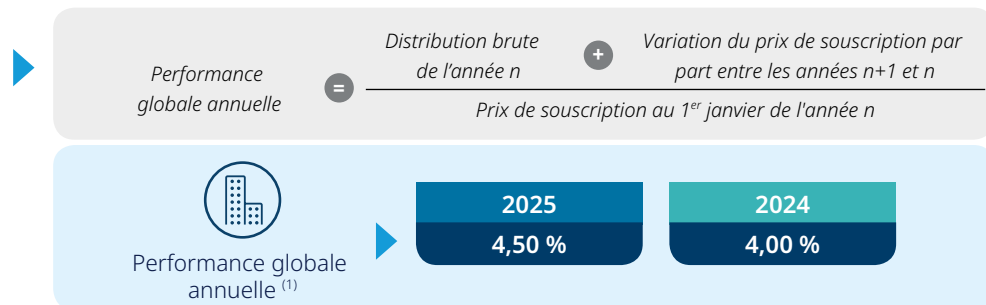 Performance
globale annuelle
=
Distribution brute
de l’année n
+
Variation du prix de souscription par
part entre les années n+1 et n
Prix de souscription au 1er janvier de l'année n
Performance globale
annuelle (1)
2025
4,50 %
2024
4,00 %